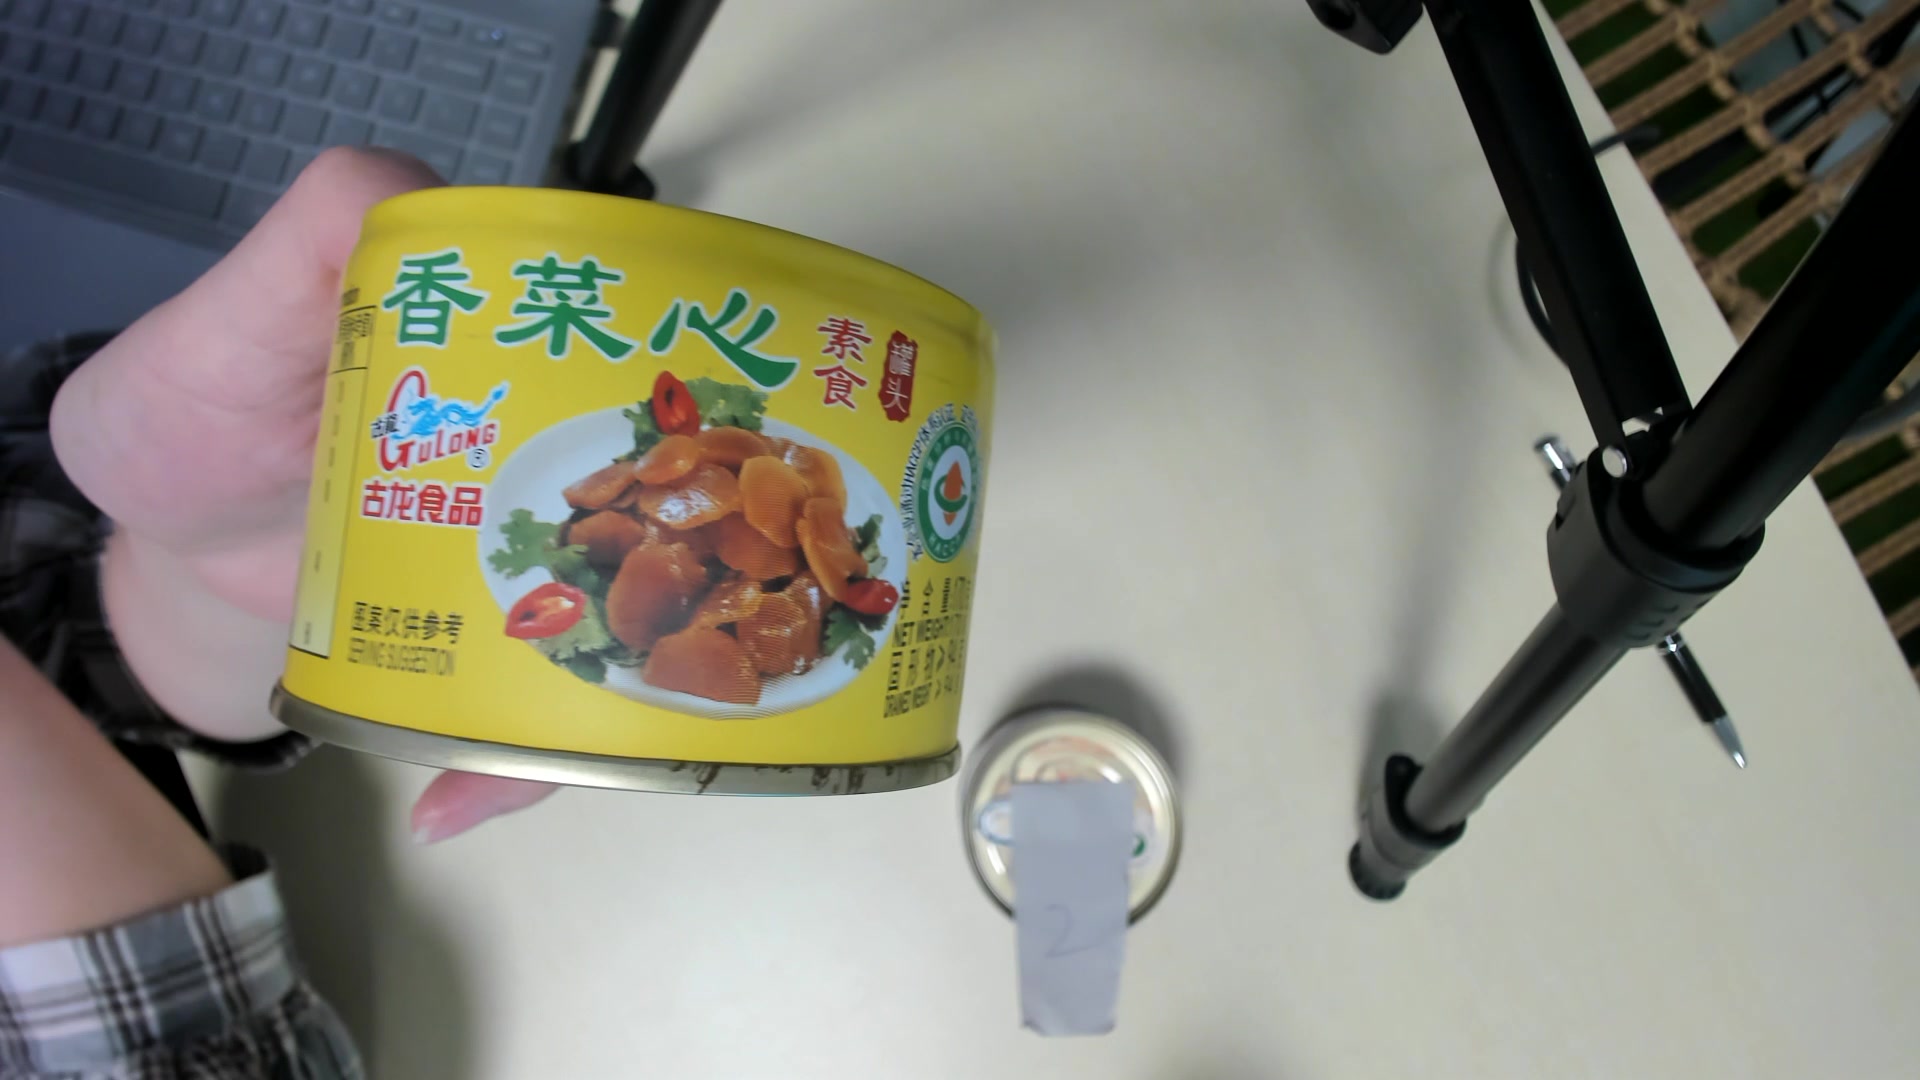 香菜心
素食
罐头
古龍
GULONG
古龙食品
图案仅供参考
SERVING SUGGESTION
NET WEIGHT
DRAINED WEIGHT
HACCP
2